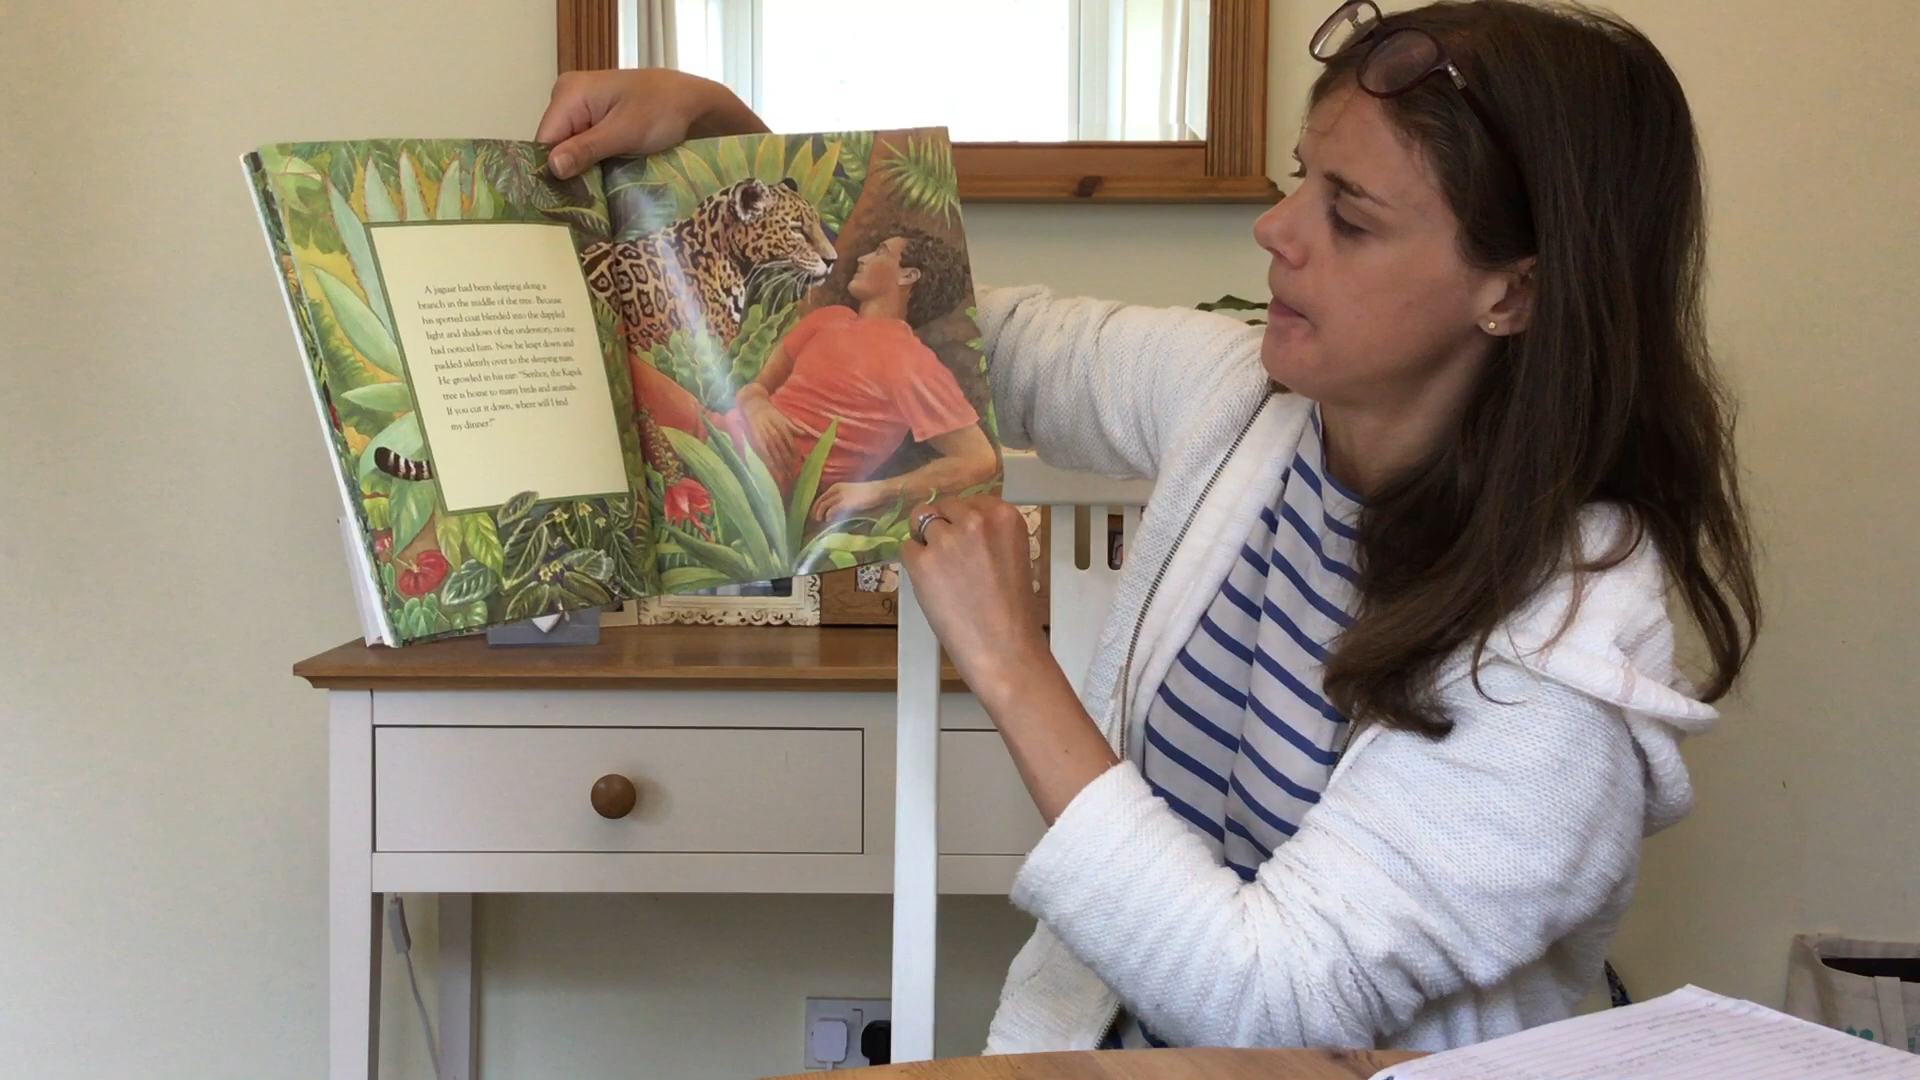 A jaguar had been sleeping along a
branch in the middle of the tree. Because
his spotted coat blended into the dappled
light and shadows of the understory, no one
had noticed him. Now he leapt down and
padded silently over to the sleeping man.
He growled in his ear: "Senhor, the Kapok
tree is home to many birds and animals.
If you cut it down, where will I find
my dinner?"